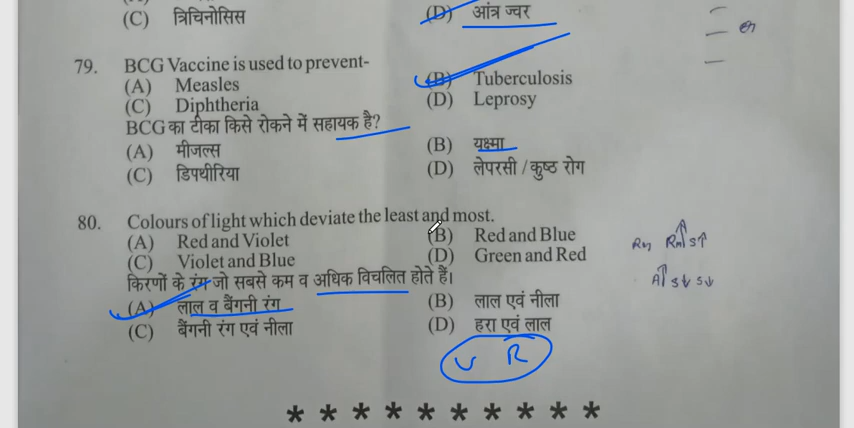 (C) त्रिचिनोसिस (D) आंत्र ज्वर
79. BCG Vaccine is used to prevent-
(A) Measles (B) Tuberculosis
(C) Diphtheria (D) Leprosy
BCG का टीका किसे रोकने में सहायक है?
(A) मीजल्स (B) यक्ष्मा
(C) डिपथीरिया (D) लेपरसी / कुष्ठ रोग
80. Colours of light which deviate the least and most.
(A) Red and Violet (B) Red and Blue
(C) Violet and Blue (D) Green and Red
किरणों के रंग जो सबसे कम व अधिक विचलित होते हैं।
(A) लाल व बैंगनी रंग (B) लाल एवं नीला
(C) बैंगनी रंग एवं नीला (D) हरा एवं लाल
V R
* * * * * * * * * *